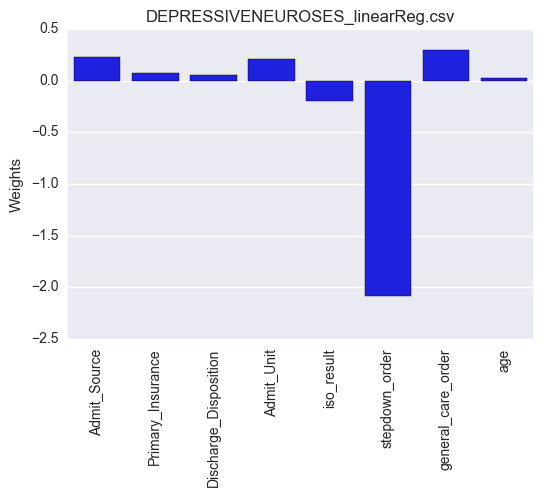 DEPRESSIVENEUROSES_linearReg.csv
0.5
0.0
−0.5
−1.0
−1.5
−2.0
−2.5
Weights
Admit_Source
Primary_Insurance
Discharge_Disposition
Admit_Unit
iso_result
stepdown_order
general_care_order
age